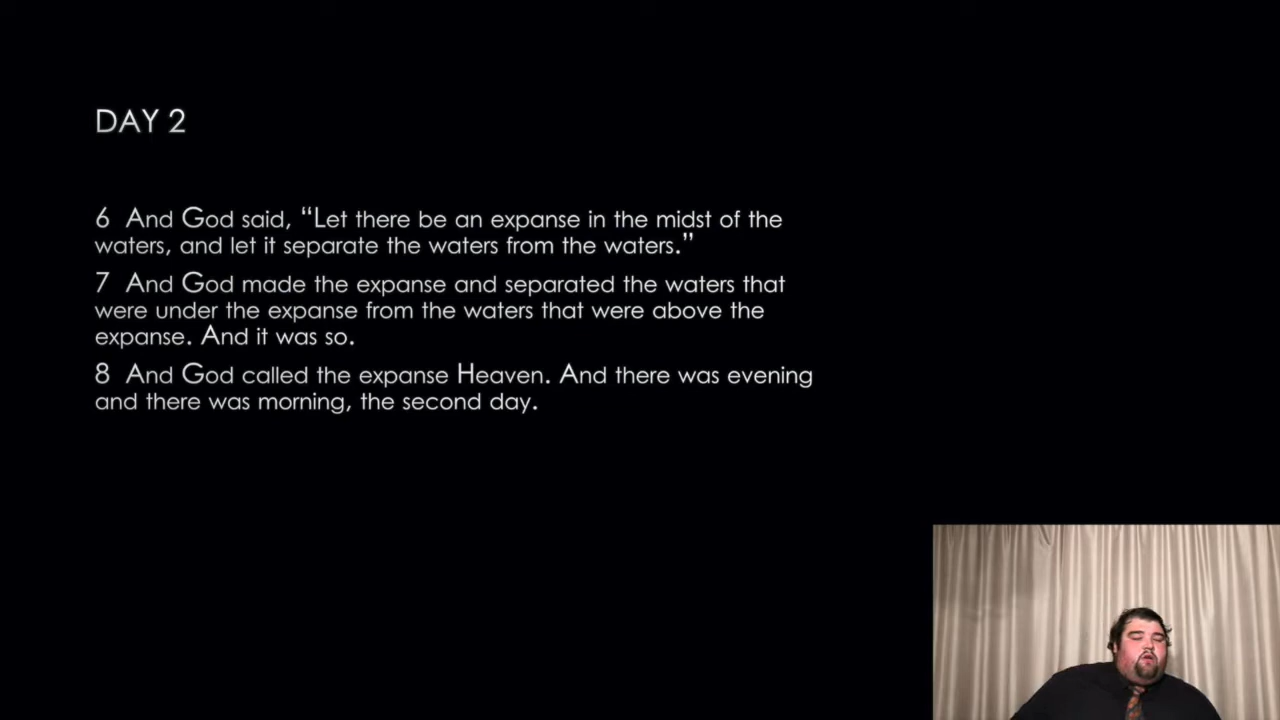 DAY 2
6 And God said, “Let there be an expanse in the midst of the
waters, and let it separate the waters from the waters.”
7 And God made the expanse and separated the waters that
were under the expanse from the waters that were above the
expanse. And it was so.
8 And God called the expanse Heaven. And there was evening
and there was morning, the second day.